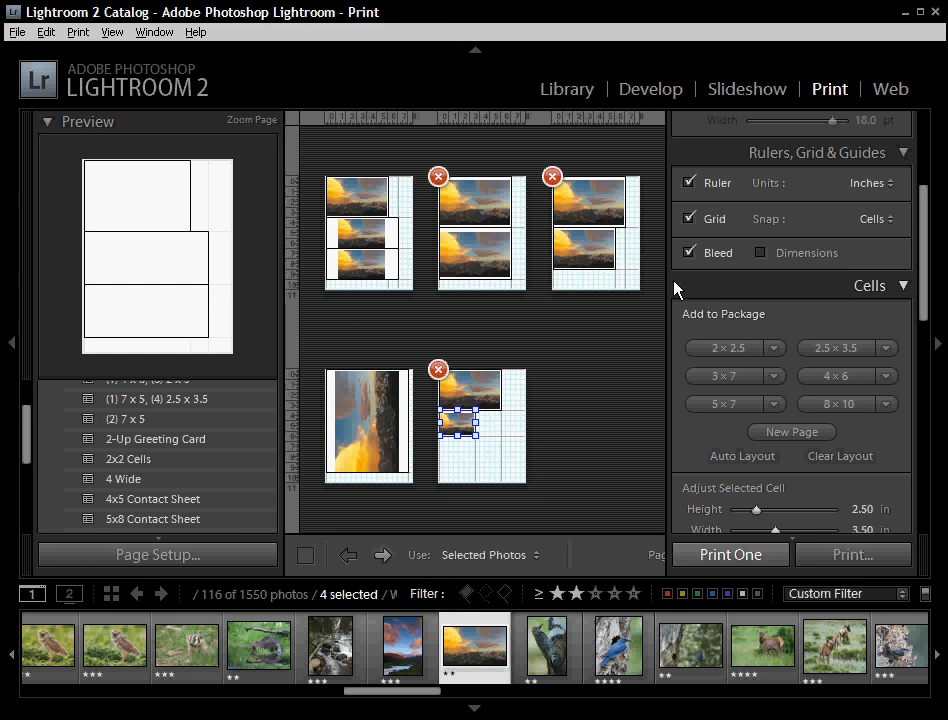 Lightroom 2 Catalog - Adobe Photoshop Lightroom - Print
File Edit Print View Window Help
Lr ADOBE PHOTOSHOP
LIGHTROOM 2
Library Develop Slideshow Print Web
Preview Zoom Page
(1) 7 x 5, (4) 2.5 x 3.5
(2) 7 x 5
2-Up Greeting Card
2x2 Cells
4 Wide
4x5 Contact Sheet
5x8 Contact Sheet
Page Setup...
Use: Selected Photos Pag
Width 18.0 pt
Rulers, Grid & Guides
Ruler Units : Inches
Grid Snap : Cells
Bleed Dimensions
Cells
Add to Package
2 × 2.5 2.5 × 3.5
3 × 7 4 × 6
5 × 7 8 × 10
New Page
Auto Layout Clear Layout
Adjust Selected Cell
Height 2.50 in
Width 3.50 in
Print One Print...
1 2 / 116 of 1550 photos / 4 selected / V Filter : ≥ ★★★★★ Custom Filter